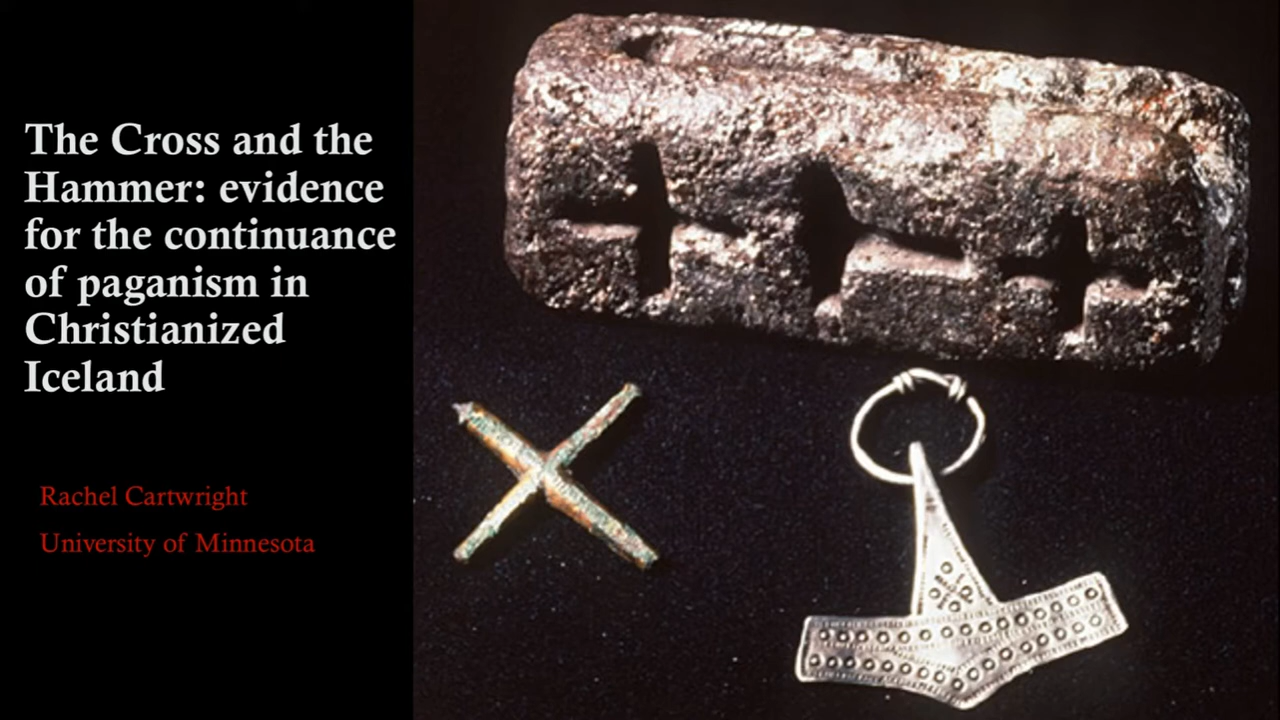 The Cross and the
Hammer: evidence
for the continuance
of paganism in
Christianized
Iceland
Rachel Cartwright
University of Minnesota